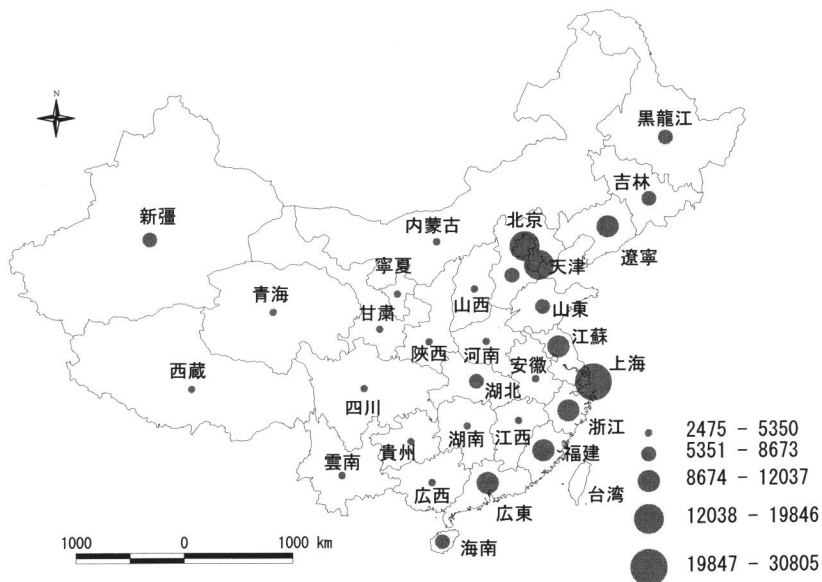 N
黒龍江
吉林
新疆
北京
内蒙古
遼寧
寧夏
天津
青海
山西
山東
甘粛
江蘇
陝西
河南
安徽
上海
西蔵
湖北
四川
浙江
湖南
江西
貴州
福建
雲南
広西
広東
台湾
海南
2475 - 5350
5351 - 8673
8674 - 12037
12038 - 19846
19847 - 30805
1000 0 1000 km